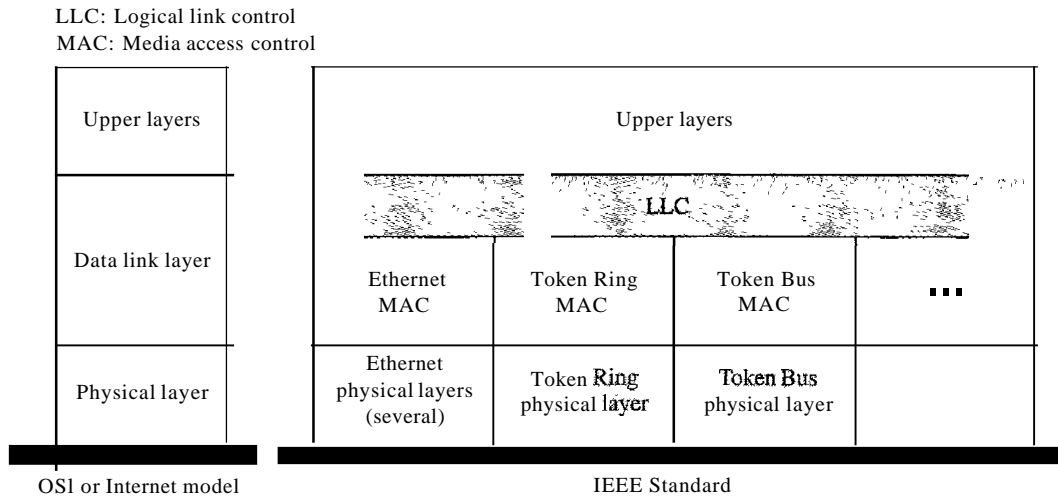 LLC: Logical link control
MAC: Media access control
Upper layers
Data link layer
Physical layer
OS1 or Internet model
Upper layers
LLC
Ethernet
MAC
Token Ring
MAC
Token Bus
MAC
...
Ethernet
physical layers
(several)
Token Ring
physical layer
Token Bus
physical layer
IEEE Standard